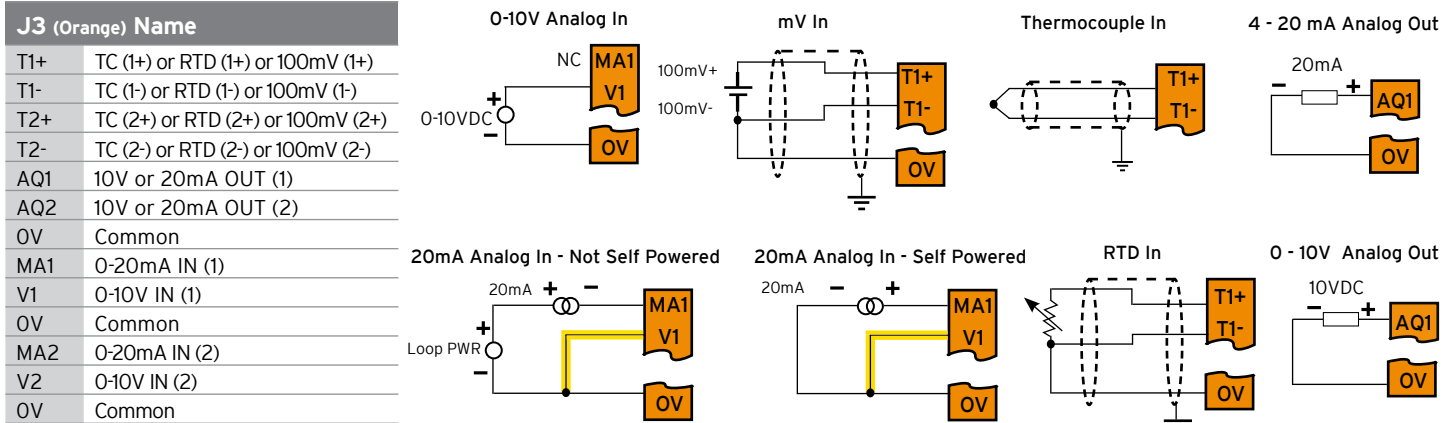 J3 (Orange) Name
T1+ TC (1+) or RTD (1+) or 100mV (1+)
T1- TC (1-) or RTD (1-) or 100mV (1-)
T2+ TC (2+) or RTD (2+) or 100mV (2+)
T2- TC (2-) or RTD (2-) or 100mV (2-)
AQ1 10V or 20mA OUT (1)
AQ2 10V or 20mA OUT (2)
0V Common
MA1 0-20mA IN (1)
V1 0-10V IN (1)
0V Common
MA2 0-20mA IN (2)
V2 0-10V IN (2)
0V Common
0-10V Analog In
NC MA1
V1
+
0-10VDC
−
0V
mV In
100mV+
100mV-
T1+
T1-
0V
Thermocouple In
T1+
T1-
4 - 20 mA Analog Out
20mA
− + AQ1
0V
20mA Analog In - Not Self Powered
20mA + −
MA1
V1
+
Loop PWR
−
0V
20mA Analog In - Self Powered
20mA − +
MA1
V1
0V
RTD In
T1+
T1-
0V
0 - 10V Analog Out
10VDC
− + AQ1
0V